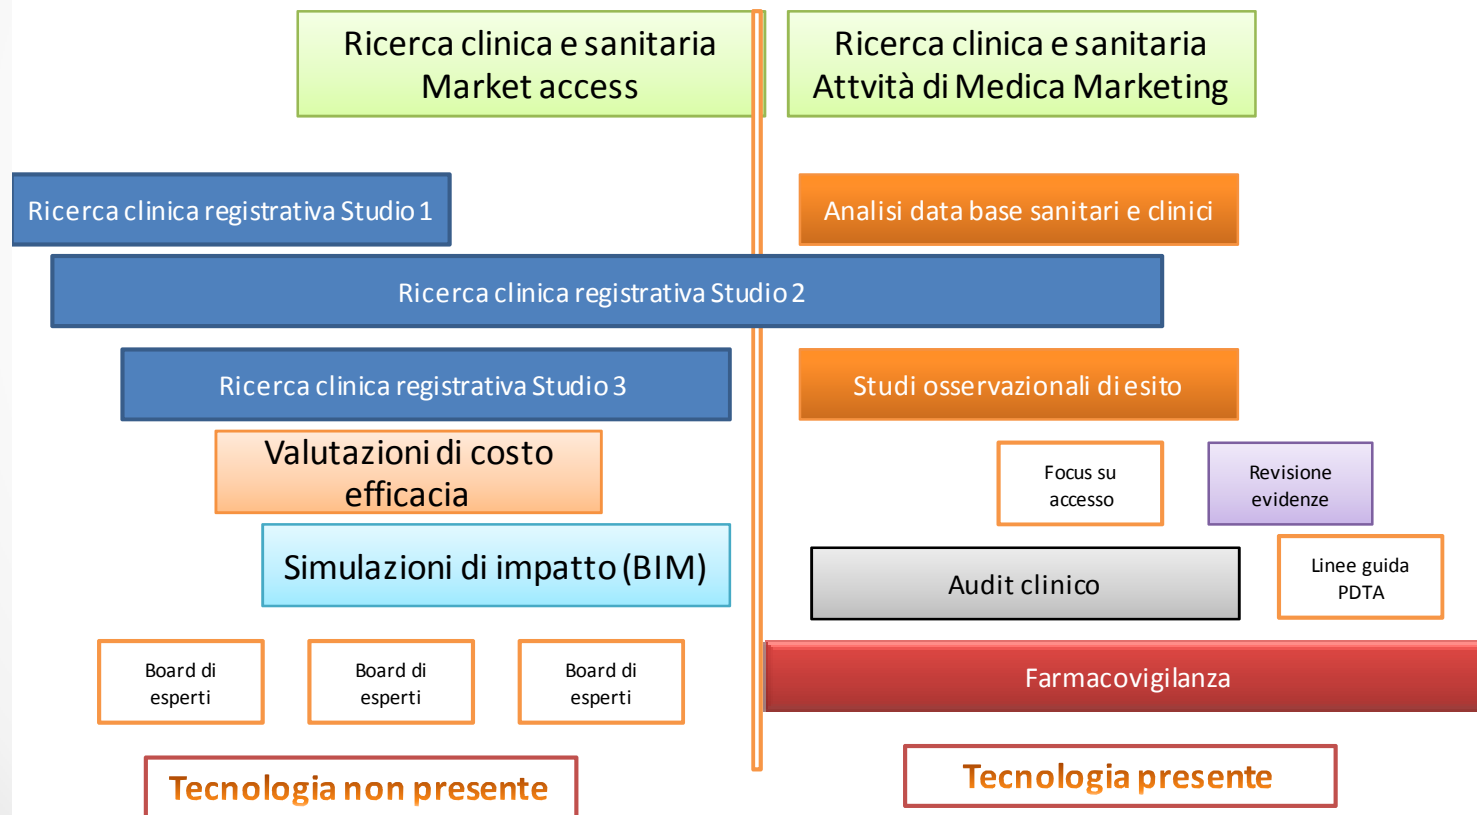 Ricerca clinica e sanitaria
Market access
Ricerca clinica e sanitaria
Attvità di Medica Marketing
Ricerca clinica registrativa Studio 1
Analisi data base sanitari e clinici
Ricerca clinica registrativa Studio 2
Ricerca clinica registrativa Studio 3
Studi osservazionali di esito
Valutazioni di costo
efficacia
Focus su
accesso
Revisione
evidenze
Simulazioni di impatto (BIM)
Audit clinico
Linee guida
PDTA
Board di
esperti
Board di
esperti
Board di
esperti
Farmacovigilanza
Tecnologia non presente
Tecnologia presente